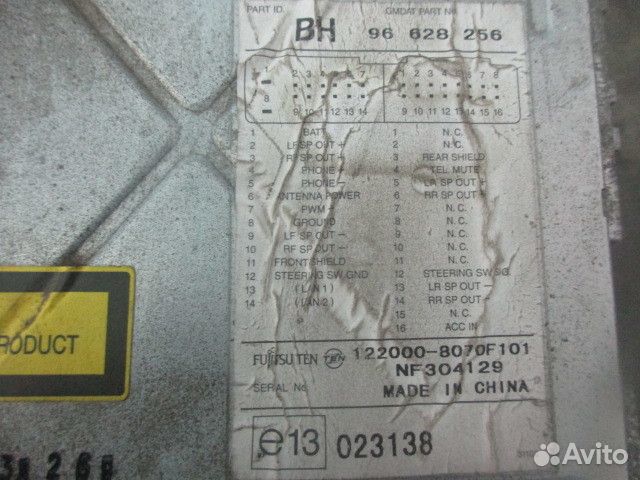 PART ID. GMDAT PART No.
BH 96 628 256
2 3 4 5 6 7 1 2 3 4 5 6 7 8
8
9 10 11 12 13 14 9 10 11 12 13 14 15 16
1 BATT 1 N.C.
2 LF SP OUT + 2 N.C.
3 RF SP OUT + 3 REAR SHIELD
4 PHONE + 4 TEL MUTE
5 PHONE - 5 LR SP OUT +
6 ANTENNA POWER 6 RR SP OUT +
7 PWM + 7 N.C.
8 GROUND 8 N.C.
9 LF SP OUT - 9 N.C.
10 RF SP OUT - 10 N.C.
11 FRONT SHIELD 11 N.C.
12 STEERING SW GND 12 STEERING SW SIG
13 (LAN1) 13 LR SP OUT -
14 (LAN2) 14 RR SP OUT -
15 N.C.
16 ACC IN
RODUCT
FUJITSU TEN TEN 122000-8070F101
NF304129
SERIAL No. MADE IN CHINA
e13 023138
Avito